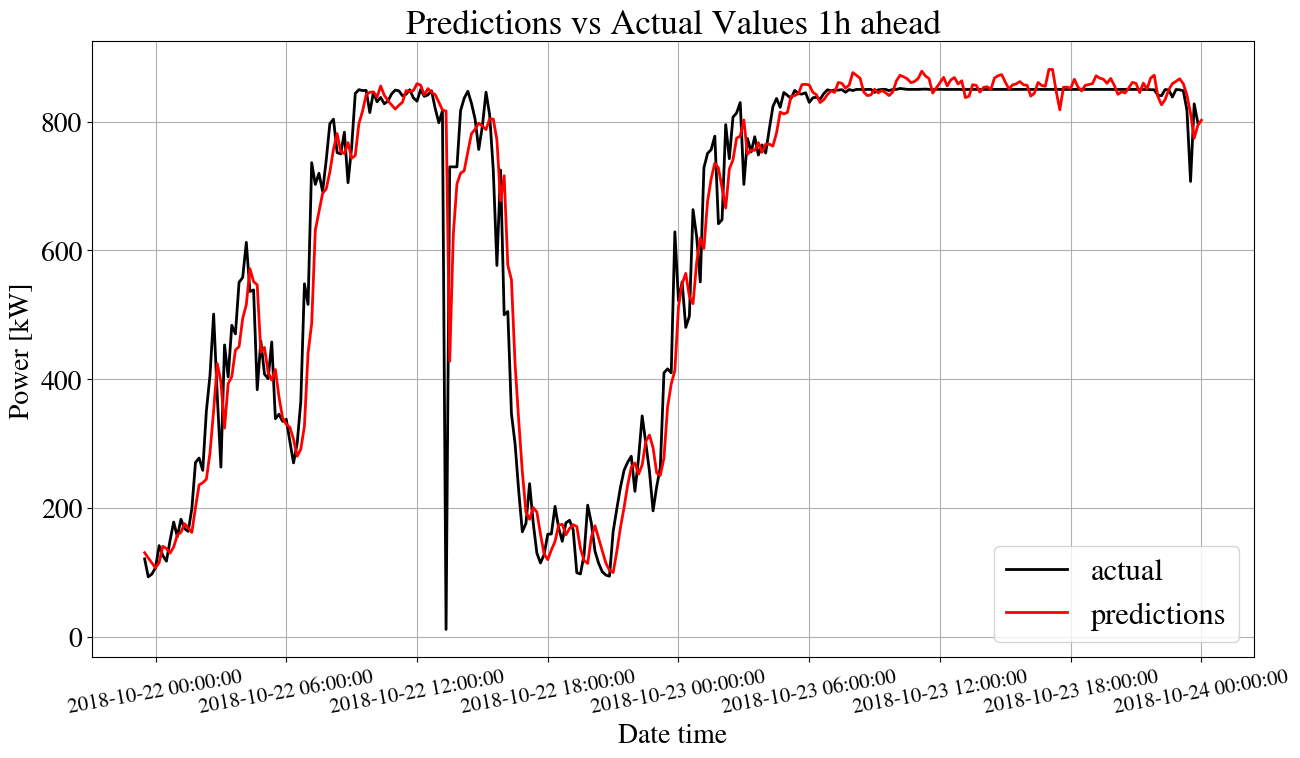 Predictions vs Actual Values 1h ahead
Power [kW]
800
600
400
200
0
actual
predictions
2018-10-22 00:00:00
2018-10-22 06:00:00
2018-10-22 12:00:00
2018-10-22 18:00:00
2018-10-23 00:00:00
2018-10-23 06:00:00
2018-10-23 12:00:00
2018-10-23 18:00:00
2018-10-24 00:00:00
Date time